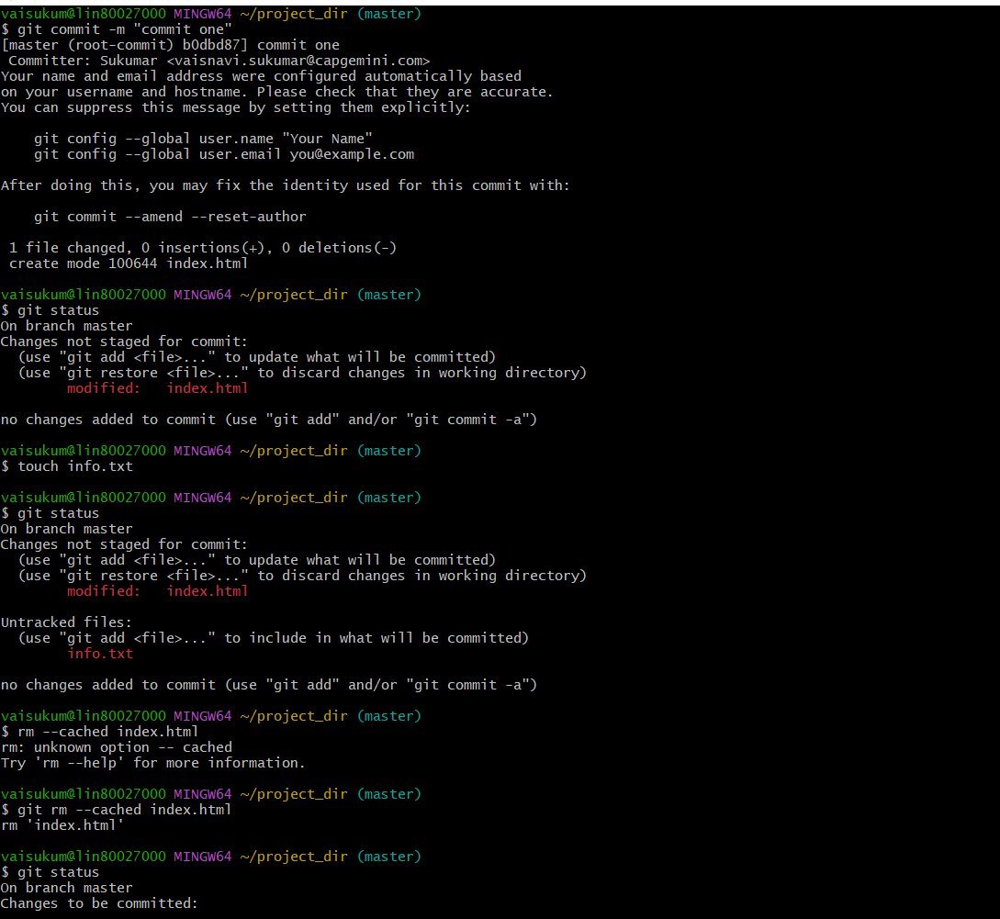 vaisukum@lin80027000 MINGW64 ~/project_dir (master)
$ git commit -m "commit one"
[master (root-commit) b0dbd87] commit one
 Committer: Sukumar <vaisnavi.sukumar@capgemini.com>
Your name and email address were configured automatically based
on your username and hostname. Please check that they are accurate.
You can suppress this message by setting them explicitly:

    git config --global user.name "Your Name"
    git config --global user.email you@example.com

After doing this, you may fix the identity used for this commit with:

    git commit --amend --reset-author

 1 file changed, 0 insertions(+), 0 deletions(-)
 create mode 100644 index.html

vaisukum@lin80027000 MINGW64 ~/project_dir (master)
$ git status
On branch master
Changes not staged for commit:
  (use "git add <file>..." to update what will be committed)
  (use "git restore <file>..." to discard changes in working directory)
        modified:   index.html

no changes added to commit (use "git add" and/or "git commit -a")

vaisukum@lin80027000 MINGW64 ~/project_dir (master)
$ touch info.txt

vaisukum@lin80027000 MINGW64 ~/project_dir (master)
$ git status
On branch master
Changes not staged for commit:
  (use "git add <file>..." to update what will be committed)
  (use "git restore <file>..." to discard changes in working directory)
        modified:   index.html

Untracked files:
  (use "git add <file>..." to include in what will be committed)
        info.txt

no changes added to commit (use "git add" and/or "git commit -a")

vaisukum@lin80027000 MINGW64 ~/project_dir (master)
$ rm --cached index.html
rm: unknown option -- cached
Try 'rm --help' for more information.

vaisukum@lin80027000 MINGW64 ~/project_dir (master)
$ git rm --cached index.html
rm 'index.html'

vaisukum@lin80027000 MINGW64 ~/project_dir (master)
$ git status
On branch master
Changes to be committed: